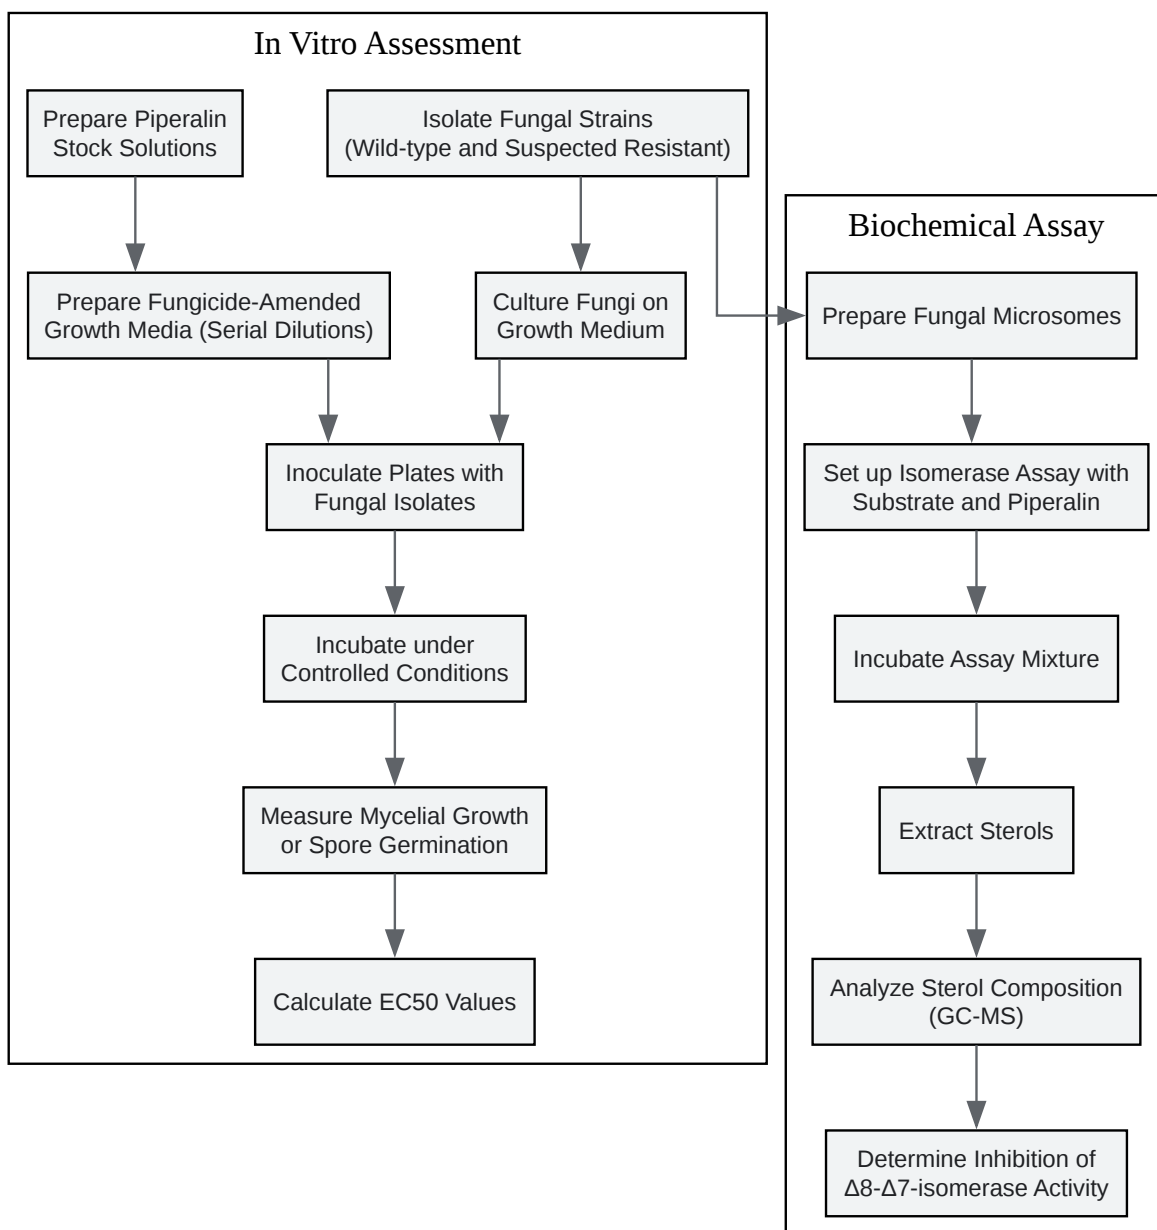 In Vitro Assessment
Prepare Piperalin
Stock Solutions
Isolate Fungal Strains
(Wild-type and Suspected Resistant)
Prepare Fungicide-Amended
Growth Media (Serial Dilutions)
Culture Fungi on
Growth Medium
Inoculate Plates with
Fungal Isolates
Incubate under
Controlled Conditions
Measure Mycelial Growth
or Spore Germination
Calculate EC50 Values
Biochemical Assay
Prepare Fungal Microsomes
Set up Isomerase Assay with
Substrate and Piperalin
Incubate Assay Mixture
Extract Sterols
Analyze Sterol Composition
(GC-MS)
Determine Inhibition of
Δ8-Δ7-isomerase Activity